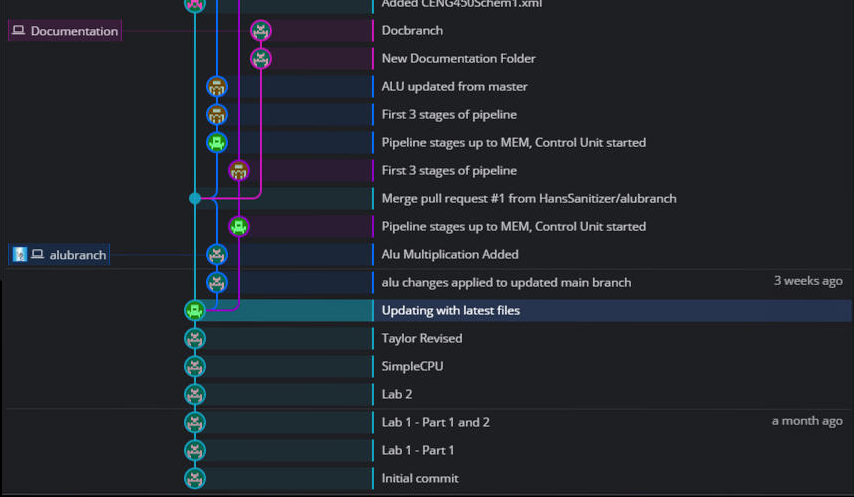 Added CENG450Schem1.xml
Documentation
Docbranch
New Documentation Folder
ALU updated from master
First 3 stages of pipeline
Pipeline stages up to MEM, Control Unit started
First 3 stages of pipeline
Merge pull request #1 from HansSanitizer/alubranch
Pipeline stages up to MEM, Control Unit started
alubranch
Alu Multiplication Added
alu changes applied to updated main branch
3 weeks ago
Updating with latest files
Taylor Revised
SimpleCPU
Lab 2
Lab 1 - Part 1 and 2
a month ago
Lab 1 - Part 1
Initial commit